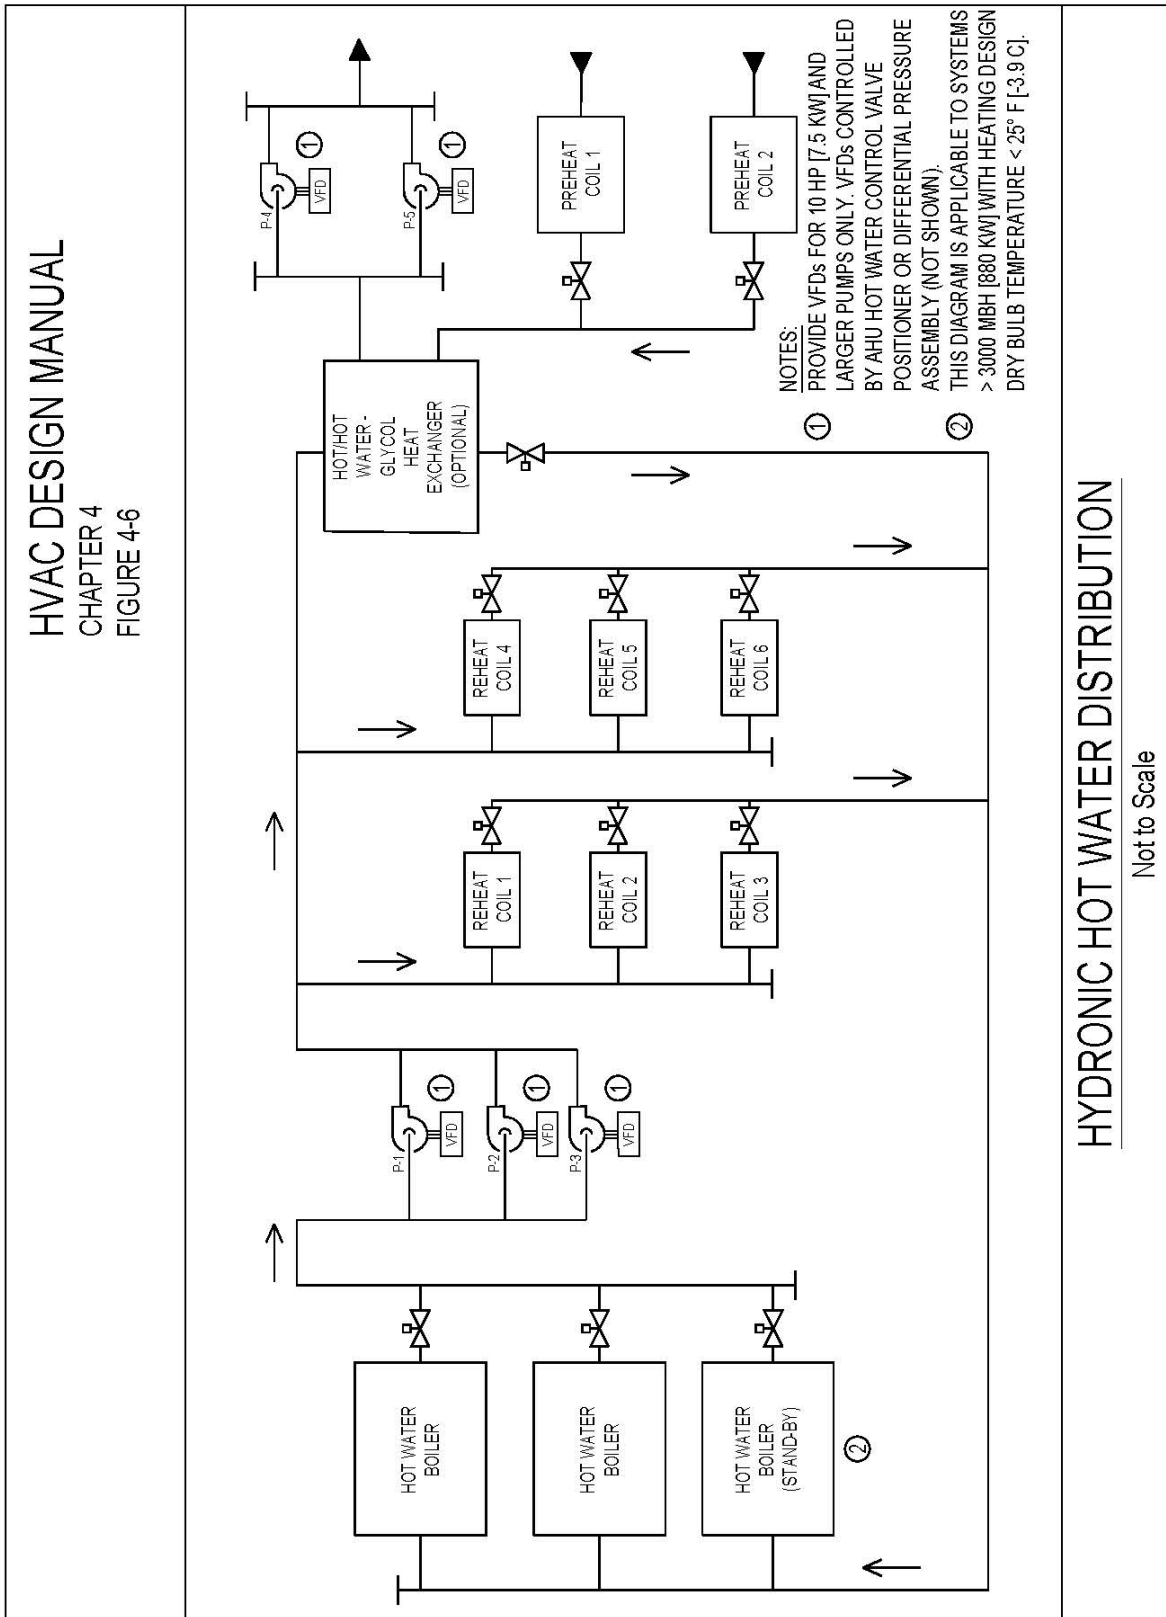 HVAC DESIGN MANUAL
CHAPTER 4
FIGURE 4-6
HOT WATER
BOILER
HOT WATER
BOILER
HOT WATER
BOILER
(STAND-BY)
2
P-1
VFD
1
P-2
VFD
1
P-3
VFD
1
REHEAT
COIL 1
REHEAT
COIL 2
REHEAT
COIL 3
REHEAT
COIL 4
REHEAT
COIL 5
REHEAT
COIL 6
HOT/HOT
WATER -
GLYCOL
HEAT
EXCHANGER
(OPTIONAL)
P-4
VFD
1
P-5
VFD
1
PREHEAT
COIL 1
PREHEAT
COIL 2
NOTES:
1 PROVIDE VFDs FOR 10 HP [7.5 KW] AND
LARGER PUMPS ONLY. VFDs CONTROLLED
BY AHU HOT WATER CONTROL VALVE
POSITIONER OR DIFFERENTIAL PRESSURE
ASSEMBLY (NOT SHOWN).
2 THIS DIAGRAM IS APPLICABLE TO SYSTEMS
> 3000 MBH [880 KW] WITH HEATING DESIGN
DRY BULB TEMPERATURE < 25° F [-3.9 C].
HYDRONIC HOT WATER DISTRIBUTION
Not to Scale